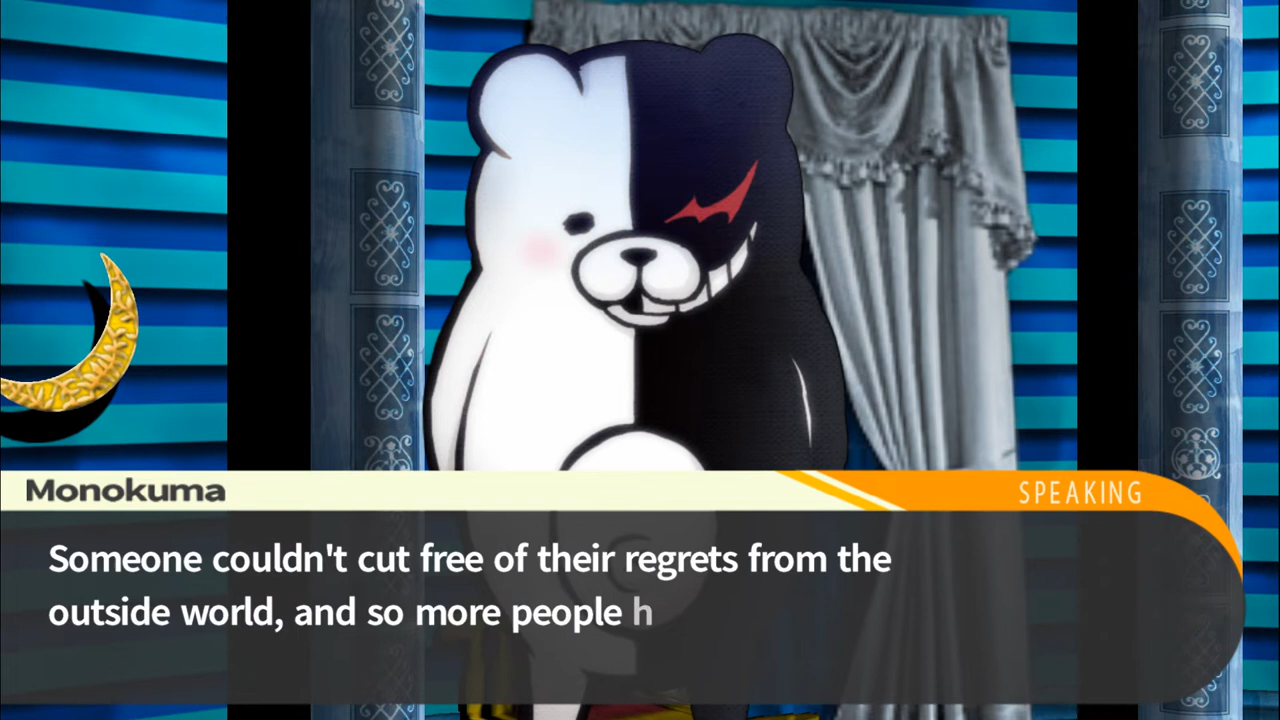 Monokuma
SPEAKING
Someone couldn't cut free of their regrets from the
outside world, and so more people h